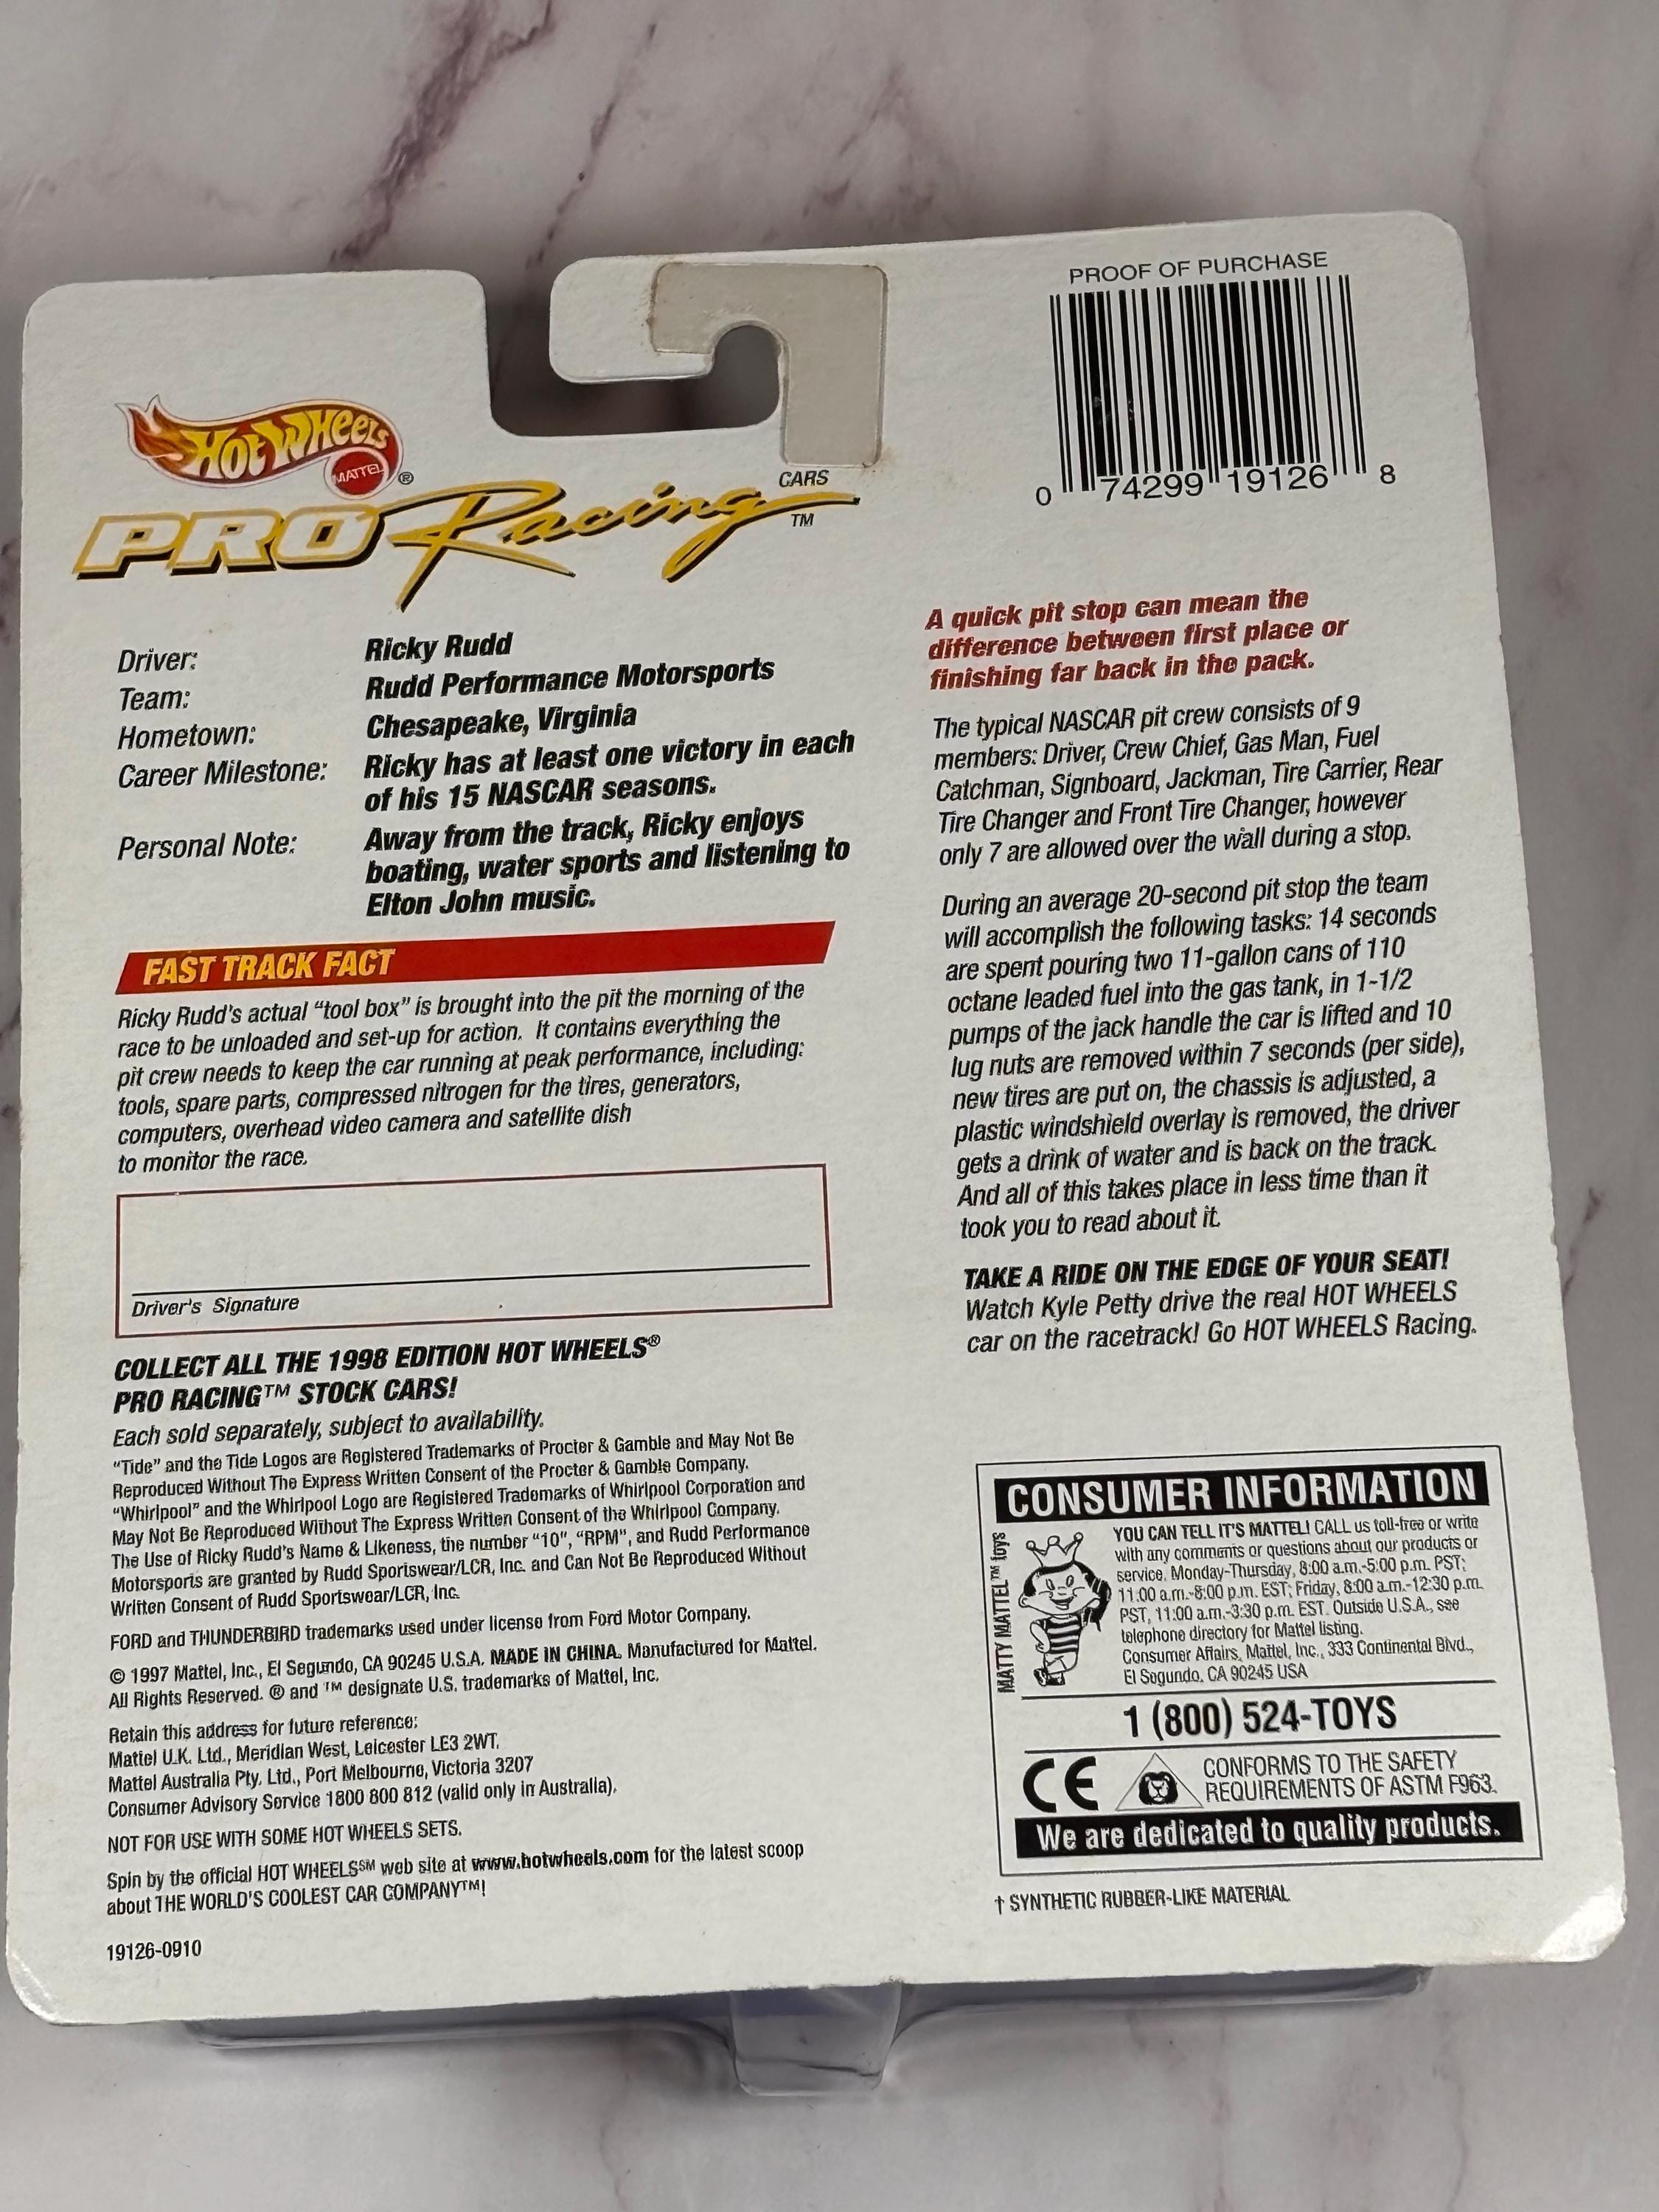 PROOF OF PURCHASE
0 74299 19126 8
HOT WHEELS
MATTEL ®
PRO Racing CARS ™
Driver: Ricky Rudd
Team: Rudd Performance Motorsports
Hometown: Chesapeake, Virginia
Career Milestone: Ricky has at least one victory in each
of his 15 NASCAR seasons.
Personal Note: Away from the track, Ricky enjoys
boating, water sports and listening to
Elton John music.
FAST TRACK FACT
Ricky Rudd's actual “tool box” is brought into the pit the morning of the
race to be unloaded and set-up for action. It contains everything the
pit crew needs to keep the car running at peak performance, including:
tools, spare parts, compressed nitrogen for the tires, generators,
computers, overhead video camera and satellite dish
to monitor the race.
Driver's Signature
COLLECT ALL THE 1998 EDITION HOT WHEELS®
PRO RACING™ STOCK CARS!
Each sold separately, subject to availability.
“Tide” and the Tide Logos are Registered Trademarks of Procter & Gamble and May Not Be
Reproduced Without The Express Written Consent of the Procter & Gamble Company.
“Whirlpool” and the Whirlpool Logo are Registered Trademarks of Whirlpool Corporation and
May Not Be Reproduced Without The Express Written Consent of the Whirlpool Company.
The Use of Ricky Rudd's Name & Likeness, the number “10”, “RPM”, and Rudd Performance
Motorsports are granted by Rudd Sportswear/LCR, Inc. and Can Not Be Reproduced Without
Written Consent of Rudd Sportswear/LCR, Inc.
FORD and THUNDERBIRD trademarks used under license from Ford Motor Company.
© 1997 Mattel, Inc., El Segundo, CA 90245 U.S.A. MADE IN CHINA. Manufactured for Mattel.
All Rights Reserved. ® and ™ designate U.S. trademarks of Mattel, Inc.
Retain this address for future reference:
Mattel U.K. Ltd., Meridian West, Leicester LE3 2WT.
Mattel Australia Pty. Ltd., Port Melbourne, Victoria 3207
Consumer Advisory Service 1800 800 812 (valid only in Australia).
NOT FOR USE WITH SOME HOT WHEELS SETS.
Spin by the official HOT WHEELS℠ web site at www.hotwheels.com for the latest scoop
about THE WORLD'S COOLEST CAR COMPANY™!
19126-0910
A quick pit stop can mean the
difference between first place or
finishing far back in the pack.
The typical NASCAR pit crew consists of 9
members: Driver, Crew Chief, Gas Man, Fuel
Catchman, Signboard, Jackman, Tire Carrier, Rear
Tire Changer and Front Tire Changer, however
only 7 are allowed over the wall during a stop.
During an average 20-second pit stop the team
will accomplish the following tasks: 14 seconds
are spent pouring two 11-gallon cans of 110
octane leaded fuel into the gas tank, in 1-1/2
pumps of the jack handle the car is lifted and 10
lug nuts are removed within 7 seconds (per side),
new tires are put on, the chassis is adjusted, a
plastic windshield overlay is removed, the driver
gets a drink of water and is back on the track.
And all of this takes place in less time than it
took you to read about it.
TAKE A RIDE ON THE EDGE OF YOUR SEAT!
Watch Kyle Petty drive the real HOT WHEELS
car on the racetrack! Go HOT WHEELS Racing.
CONSUMER INFORMATION
MATTY MATTEL™ toys
YOU CAN TELL IT'S MATTEL! CALL us toll-free or write
with any comments or questions about our products or
service, Monday-Thursday, 8:00 a.m.-5:00 p.m. PST;
11:00 a.m.-8:00 p.m. EST; Friday, 8:00 a.m.-12:30 p.m.
PST, 11:00 a.m.-3:30 p.m. EST. Outside U.S.A., see
telephone directory for Mattel listing.
Consumer Affairs, Mattel, Inc., 333 Continental Blvd.,
El Segundo, CA 90245 USA
1 (800) 524-TOYS
CE
CONFORMS TO THE SAFETY
REQUIREMENTS OF ASTM F963.
We are dedicated to quality products.
† SYNTHETIC RUBBER-LIKE MATERIAL